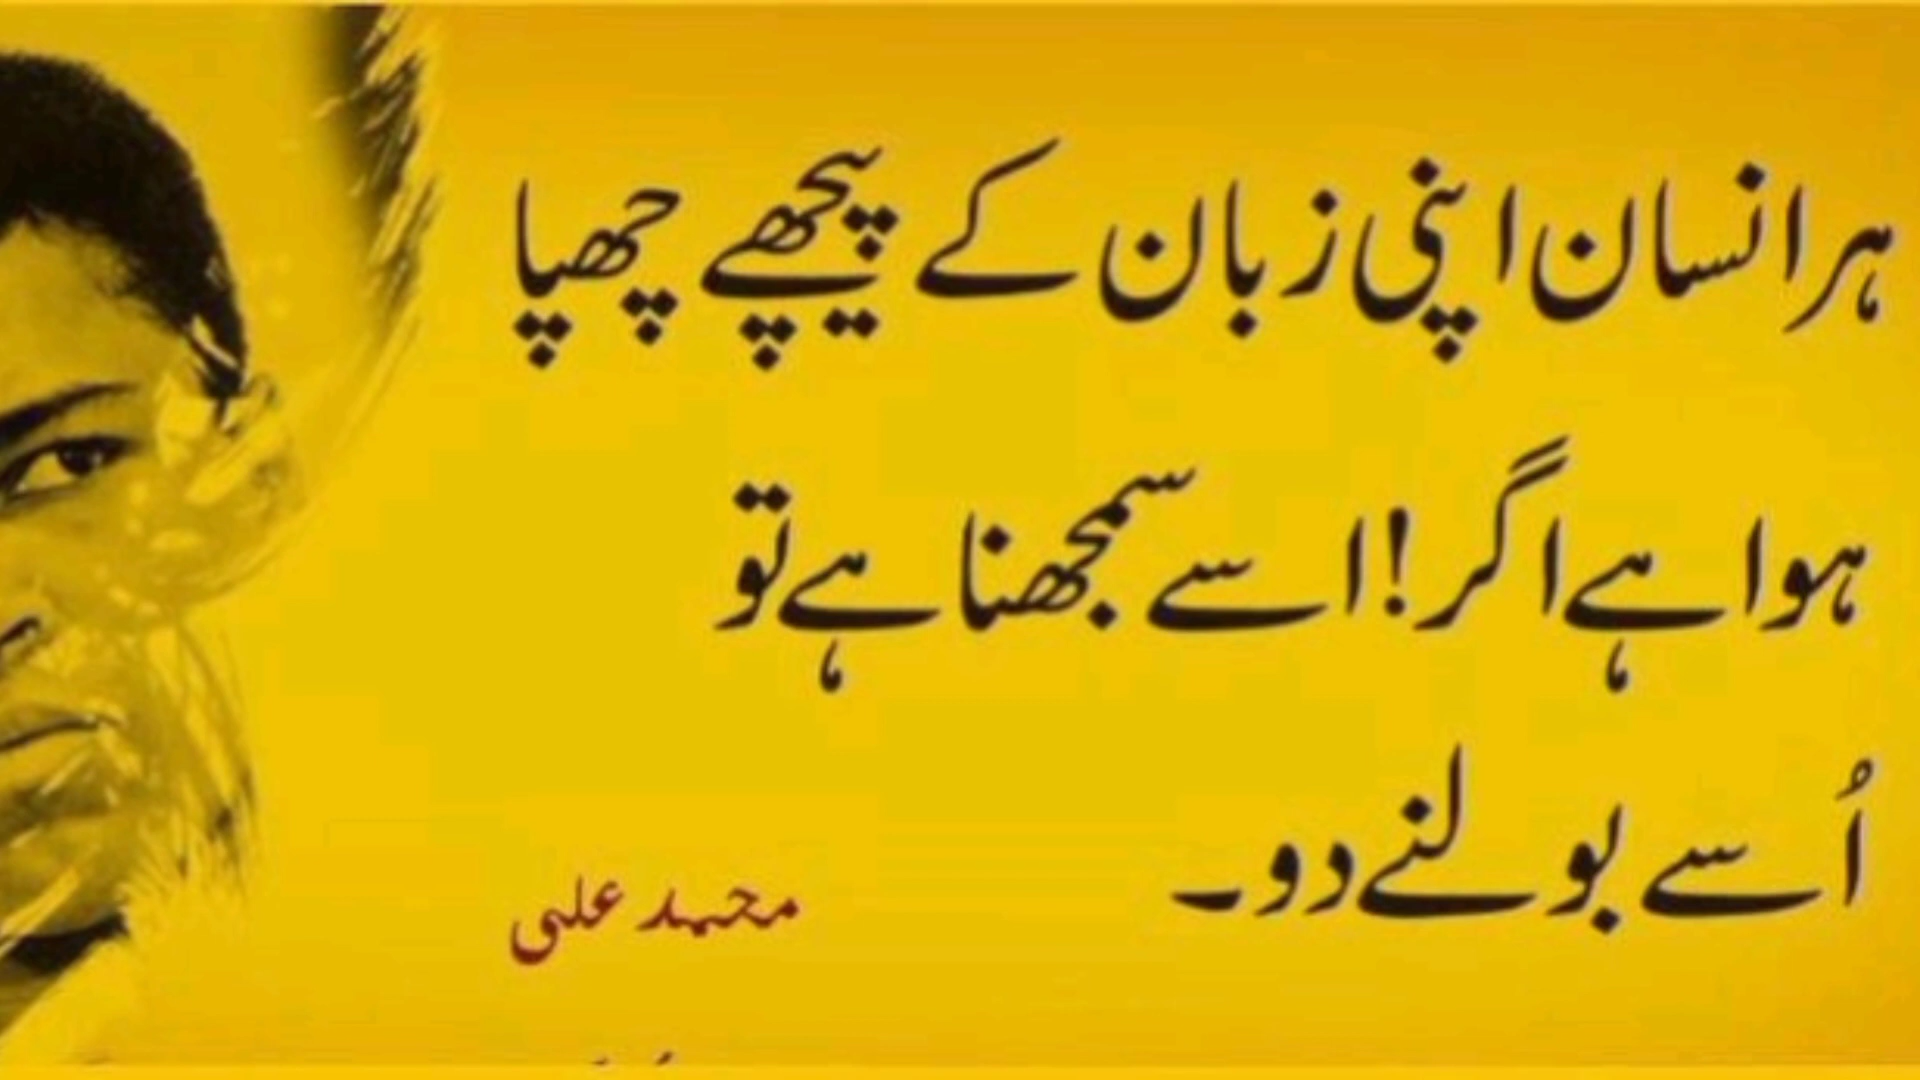 ہر انسان اپنی زبان کے پیچھے چھپا
ہوا ہے اگر! اسے سمجھنا ہے تو
اُسے بولنے دو۔
محمد علی